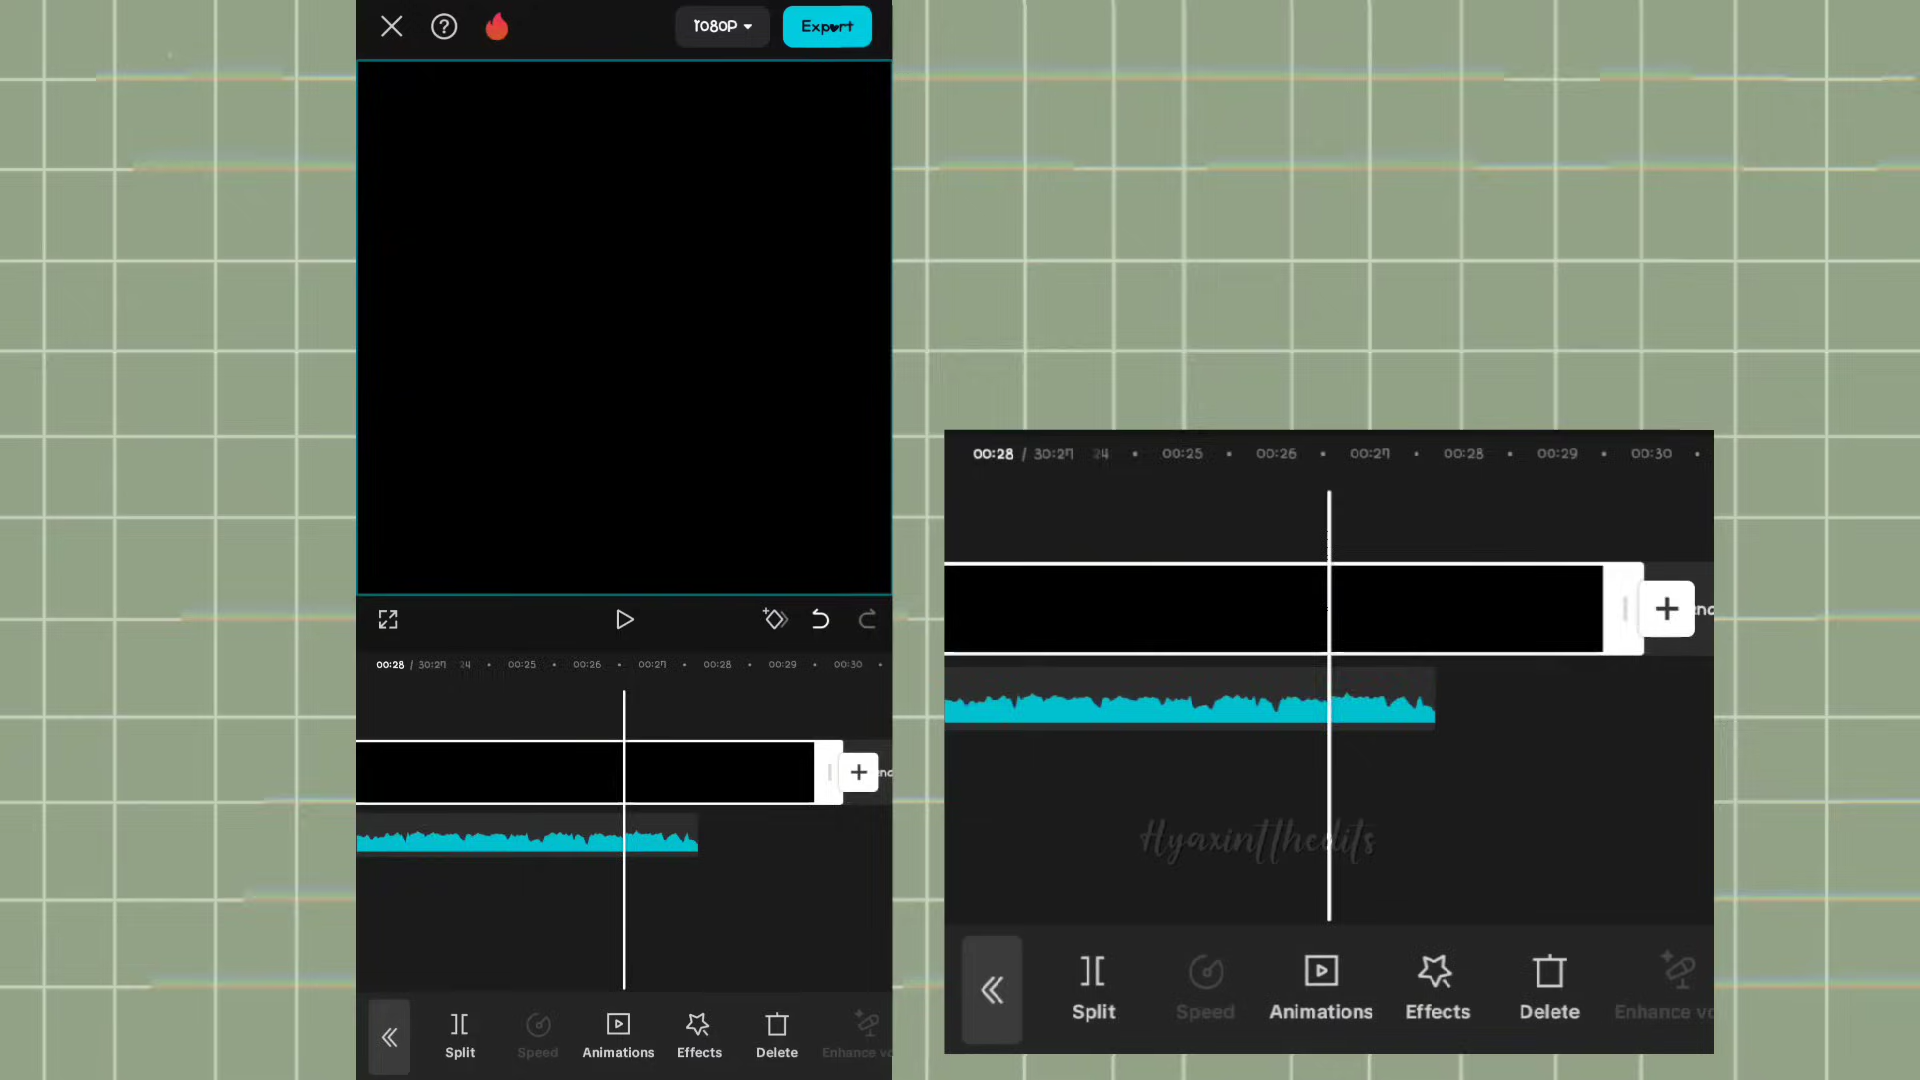 1080P Export
00:28 / 30:27 24 00:25 00:26 00:27 00:28 00:29 00:30
Split Speed Animations Effects Delete Enhance vo
00:28 / 30:27 24 00:25 00:26 00:27 00:28 00:29 00:30
Hyaxintthedits
Split Speed Animations Effects Delete Enhance vo